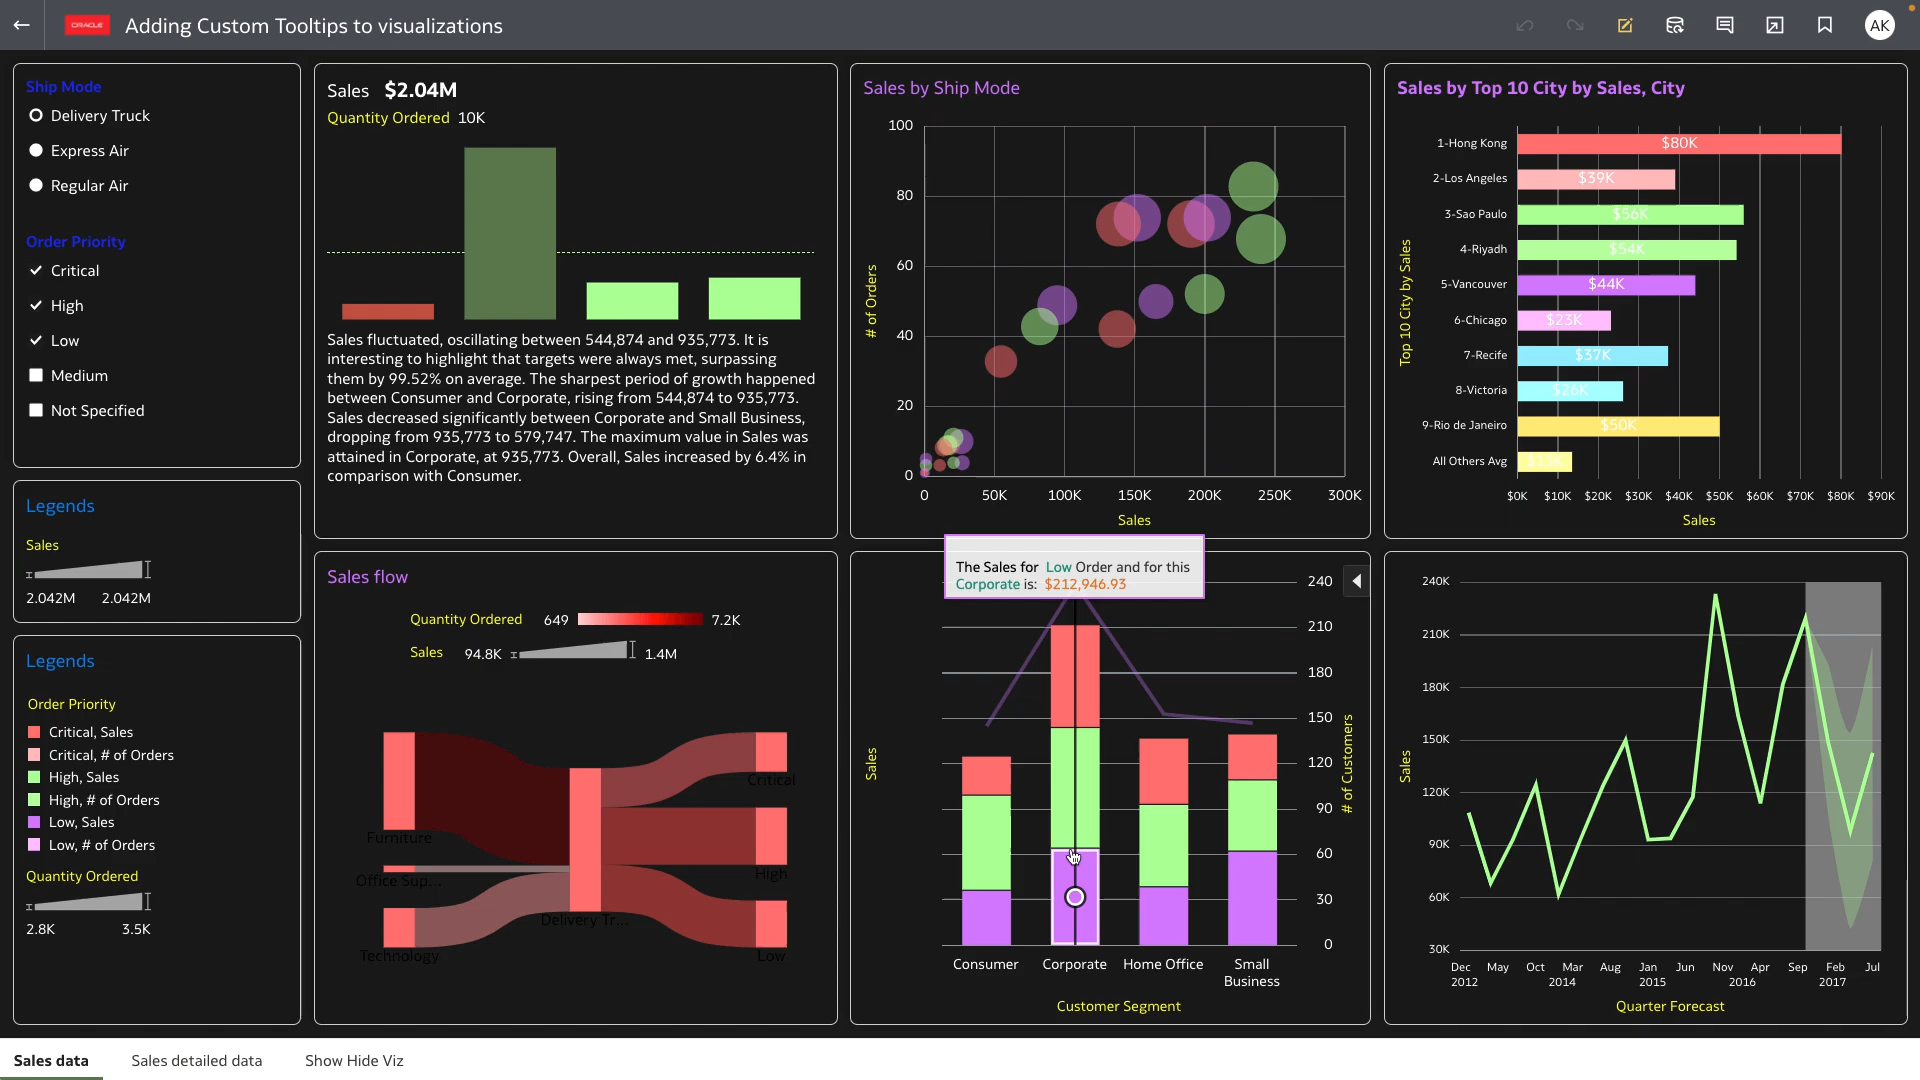 ORACLE
Adding Custom Tooltips to visualizations
AK
Ship Mode
Delivery Truck
Express Air
Regular Air
Order Priority
Critical
High
Low
Medium
Not Specified
Legends
Sales
2.042M 2.042M
Legends
Order Priority
Critical, Sales
Critical, # of Orders
High, Sales
High, # of Orders
Low, Sales
Low, # of Orders
Quantity Ordered
2.8K 3.5K
Sales $2.04M
Quantity Ordered 10K
Sales fluctuated, oscillating between 544,874 and 935,773. It is
interesting to highlight that targets were always met, surpassing
them by 99.52% on average. The sharpest period of growth happened
between Consumer and Corporate, rising from 544,874 to 935,773.
Sales decreased significantly between Corporate and Small Business,
dropping from 935,773 to 579,747. The maximum value in Sales was
attained in Corporate, at 935,773. Overall, Sales increased by 6.4% in
comparison with Consumer.
Sales by Ship Mode
# of Orders
100
80
60
40
20
0
0 50K 100K 150K 200K 250K 300K
Sales
Sales by Top 10 City by Sales, City
Top 10 City by Sales
1-Hong Kong $80K
2-Los Angeles $39K
3-Sao Paulo $56K
4-Riyadh $54K
5-Vancouver $44K
6-Chicago $23K
7-Recife $37K
8-Victoria $26K
9-Rio de Janeiro $50K
All Others Avg
$0K $10K $20K $30K $40K $50K $60K $70K $80K $90K
Sales
Sales flow
Quantity Ordered 649 7.2K
Sales 94.8K 1.4M
Furniture
Office Sup...
Technology
Delivery Tr...
Critical
High
Low
The Sales for Low Order and for this
Corporate is: $212,946.93
Sales
240
210
180
150
120
90
60
30
0
# of Customers
Consumer Corporate Home Office Small
Business
Customer Segment
Sales
240K
210K
180K
150K
120K
90K
60K
30K
Dec May Oct Mar Aug Jan Jun Nov Apr Sep Feb Jul
2012 2014 2015 2016 2017
Quarter Forecast
Sales data Sales detailed data Show Hide Viz